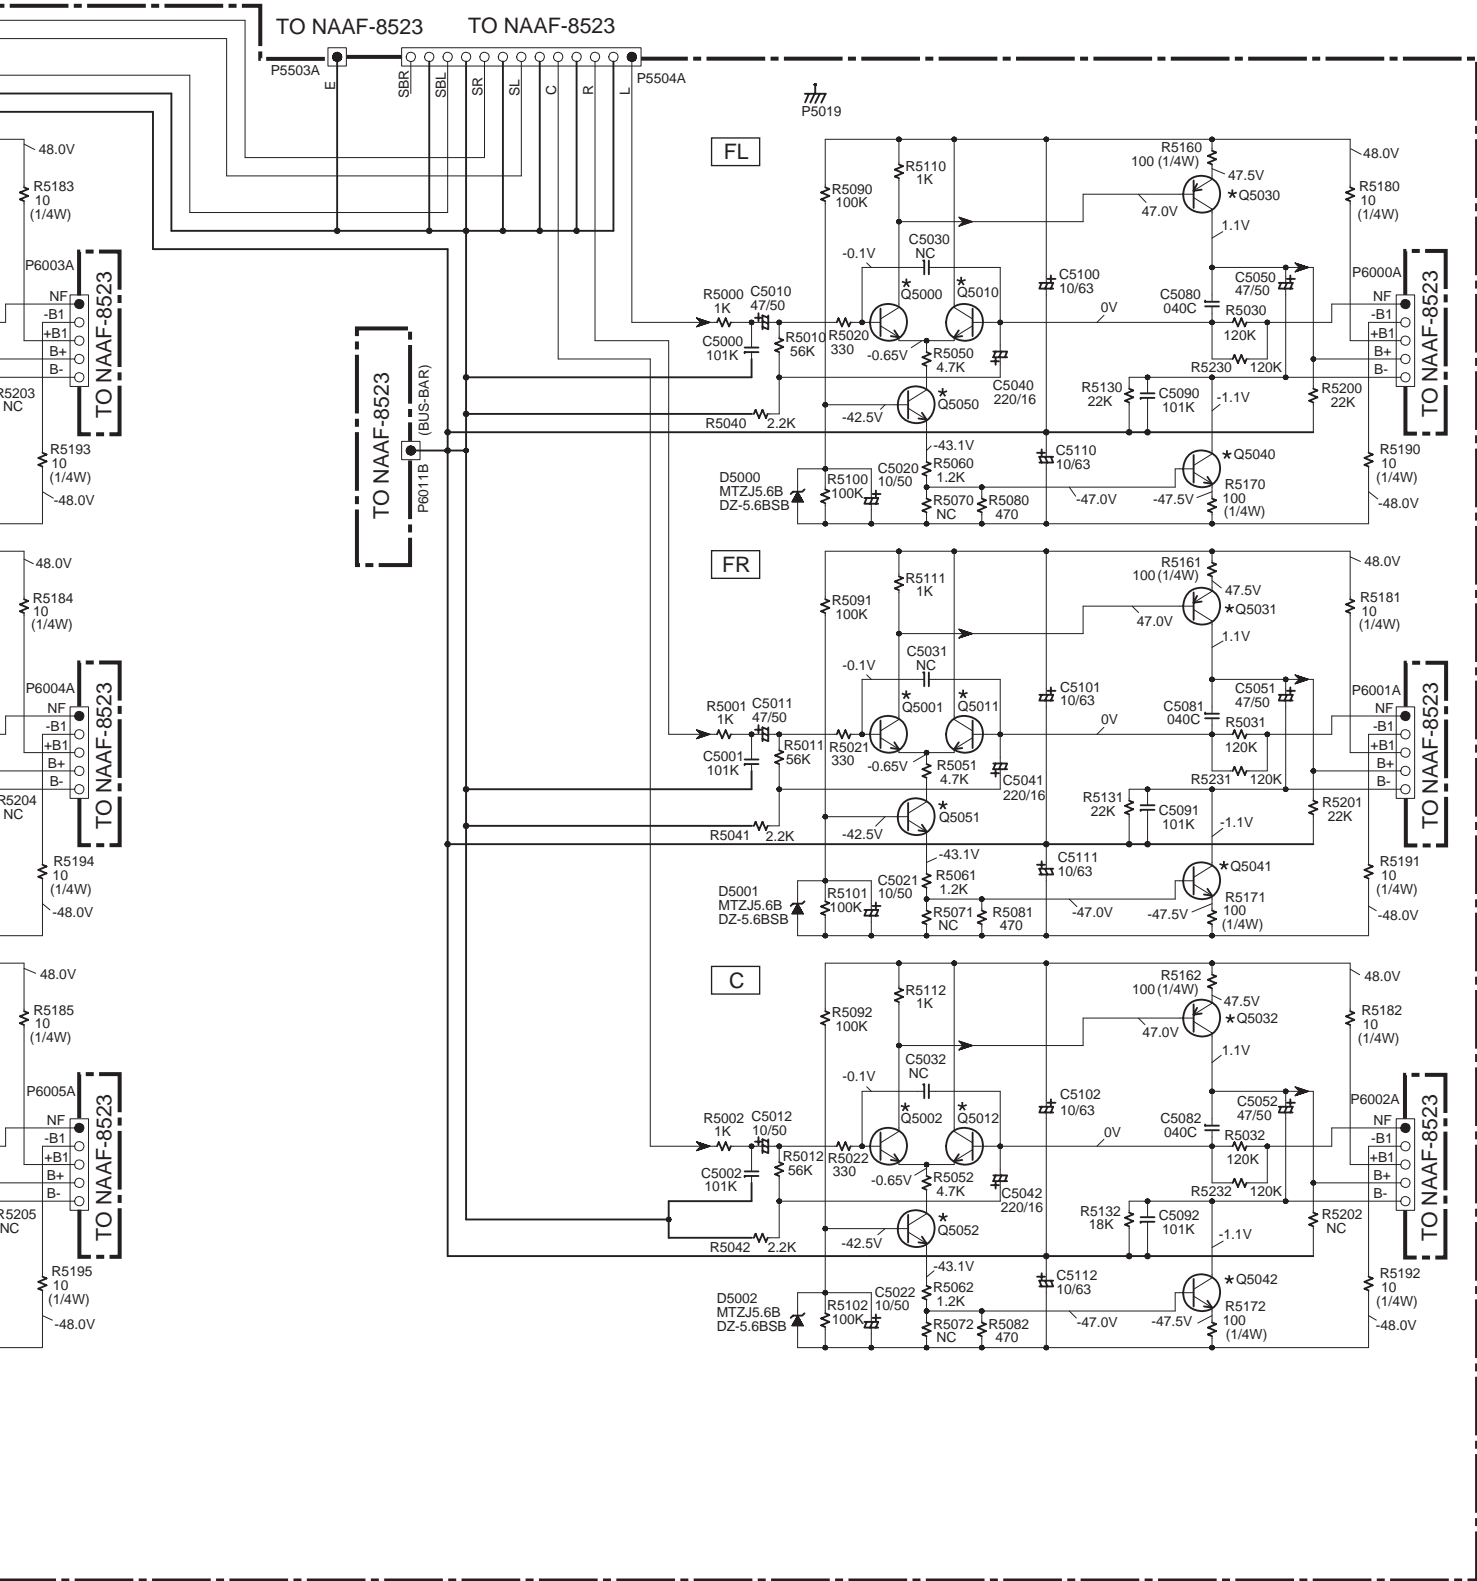 TO NAAF-8523
TO NAAF-8523
P5503A
E
SBR
SBL
SR
SL
C
R
L
P5504A
P5019
48.0V
R5183
10
(1/4W)
P6003A
NF
-B1
+B1
B+
B-
TO NAAF-8523
R5203
NC
R5193
10
(1/4W)
-48.0V
48.0V
R5184
10
(1/4W)
P6004A
NF
-B1
+B1
B+
B-
TO NAAF-8523
R5204
NC
R5194
10
(1/4W)
-48.0V
48.0V
R5185
10
(1/4W)
P6005A
NF
-B1
+B1
B+
B-
TO NAAF-8523
R5205
NC
R5195
10
(1/4W)
-48.0V
TO NAAF-8523
P6011B
(BUS-BAR)
FL
R5090
100K
R5110
1K
R5160
100 (1/4W)
47.5V
*Q5030
47.0V
1.1V
48.0V
R5180
10
(1/4W)
-0.1V
C5030
NC
*
Q5000
*
Q5010
C5100
10/63
C5050
47/50
P6000A
R5000
1K
C5010
47/50
C5000
101K
R5010
56K
R5020
330
-0.65V
R5050
4.7K
0V
C5080
040C
R5030
120K
R5230
120K
NF
-B1
+B1
B+
B-
TO NAAF-8523
C5040
220/16
R5130
22K
C5090
101K
-1.1V
R5200
22K
R5040
2.2K
-42.5V
*
Q5050
-43.1V
C5110
10/63
*Q5040
R5190
10
(1/4W)
-48.0V
D5000
MTZJ5.6B
DZ-5.6BSB
R5100
100K
C5020
10/50
R5060
1.2K
R5070
NC
R5080
470
-47.0V
-47.5V
R5170
100
(1/4W)
FR
R5091
100K
R5111
1K
R5161
100 (1/4W)
47.5V
*Q5031
47.0V
1.1V
48.0V
R5181
10
(1/4W)
-0.1V
C5031
NC
*
Q5001
*
Q5011
C5101
10/63
C5051
47/50
P6001A
R5001
1K
C5011
47/50
C5001
101K
R5011
56K
R5021
330
-0.65V
R5051
4.7K
0V
C5081
040C
R5031
120K
R5231
120K
NF
-B1
+B1
B+
B-
TO NAAF-8523
C5041
220/16
R5131
22K
C5091
101K
-1.1V
R5201
22K
R5041
2.2K
-42.5V
*
Q5051
-43.1V
C5111
10/63
*Q5041
R5191
10
(1/4W)
-48.0V
D5001
MTZJ5.6B
DZ-5.6BSB
R5101
100K
C5021
10/50
R5061
1.2K
R5071
NC
R5081
470
-47.0V
-47.5V
R5171
100
(1/4W)
C
R5092
100K
R5112
1K
R5162
100 (1/4W)
47.5V
*Q5032
47.0V
1.1V
48.0V
R5182
10
(1/4W)
-0.1V
C5032
NC
*
Q5002
*
Q5012
C5102
10/63
C5052
47/50
P6002A
R5002
1K
C5012
10/50
C5002
101K
R5012
56K
R5022
330
-0.65V
R5052
4.7K
0V
C5082
040C
R5032
120K
R5232
120K
NF
-B1
+B1
B+
B-
TO NAAF-8523
C5042
220/16
R5132
18K
C5092
101K
-1.1V
R5202
NC
R5042
2.2K
-42.5V
*
Q5052
-43.1V
C5112
10/63
*Q5042
R5192
10
(1/4W)
-48.0V
D5002
MTZJ5.6B
DZ-5.6BSB
R5102
100K
C5022
10/50
R5062
1.2K
R5072
NC
R5082
470
-47.0V
-47.5V
R5172
100
(1/4W)